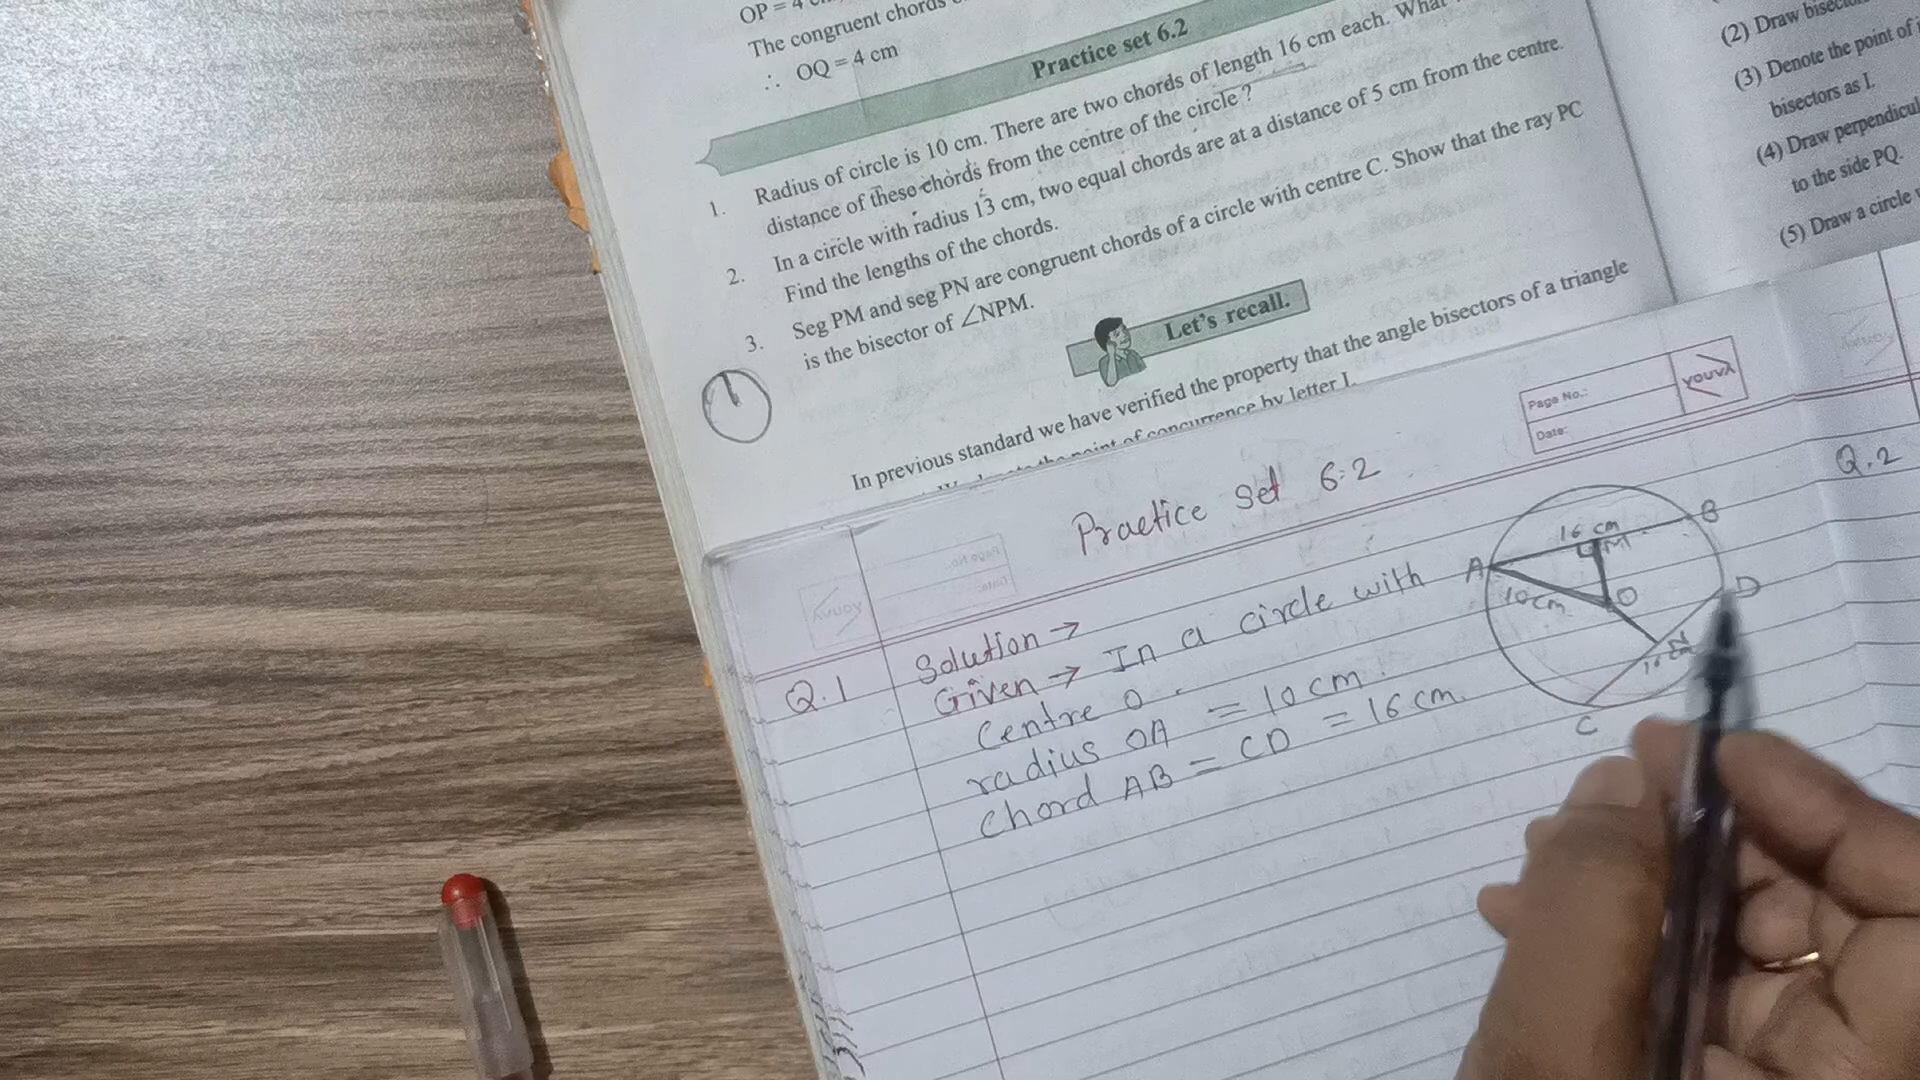 OP = 4
The congruent chords
∴ OQ = 4 cm
Practice set 6.2
1. Radius of circle is 10 cm. There are two chords of length 16 cm each. What
distance of these chords from the centre of the circle ?
2. In a circle with radius 13 cm, two equal chords are at a distance of 5 cm from the centre.
Find the lengths of the chords.
3. Seg PM and seg PN are congruent chords of a circle with centre C. Show that the ray PC
is the bisector of ∠NPM.
Let's recall.
In previous standard we have verified the property that the angle bisectors of a triangle
the point of concurrence by letter I.
(2) Draw
(3) Denote the point of
bisectors as I.
(4) Draw
to the side PQ.
(5) Draw a circle
Page No.:
Date:
YOUVA
Practice Set 6.2
Q.1 Solution →
Given → In a circle with
Centre O.
radius OA = 10 cm.
chord AB = CD = 16 cm.
Q.2
A
B
16 cm
M
10cm
O
D
N
C